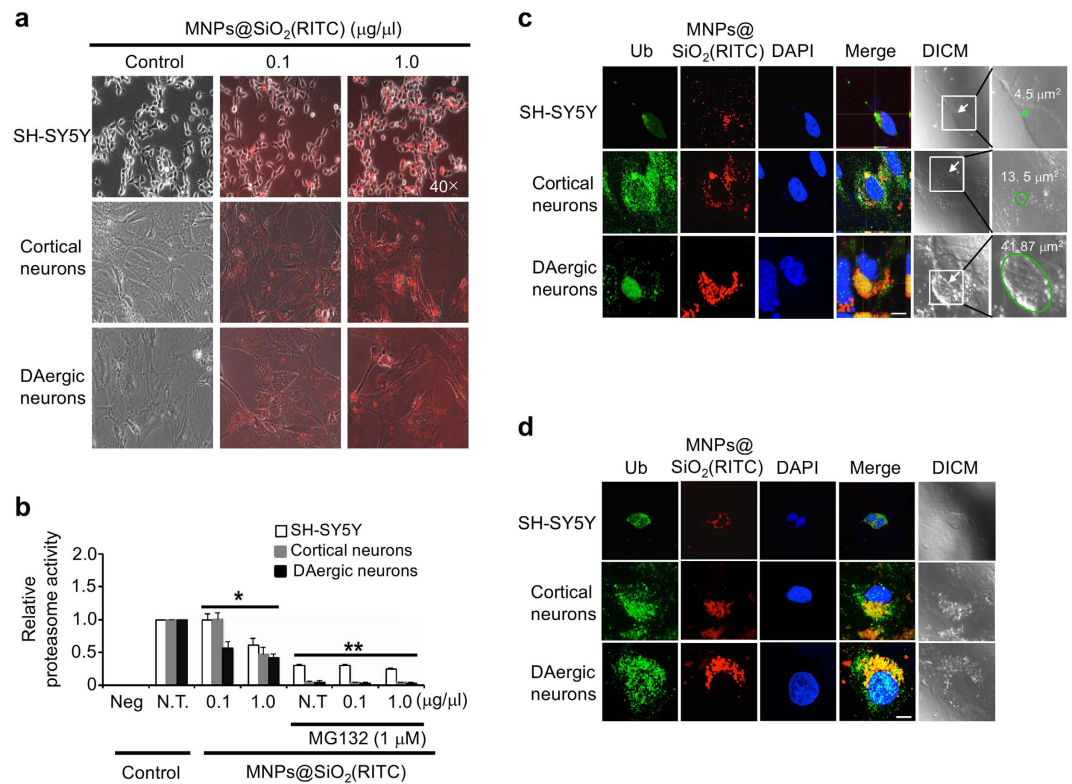 a
MNPs@SiO₂(RITC) (μg/μl)
Control 0.1 1.0
SH-SY5Y
40×
Cortical
neurons
DAergic
neurons
b
Relative
proteasome activity
2.0
1.5
1.0
0.5
0
SH-SY5Y
Cortical neurons
DAergic neurons
*
**
Neg N.T. 0.1 1.0 N.T 0.1 1.0 (μg/μl)
MG132 (1 μM)
Control MNPs@SiO₂(RITC)
c
Ub MNPs@
SiO₂(RITC) DAPI Merge DICM
SH-SY5Y
4.5 μm²
Cortical
neurons
13. 5 μm²
DAergic
neurons
41.87 μm²
d
Ub MNPs@
SiO₂(RITC) DAPI Merge DICM
SH-SY5Y
Cortical
neurons
DAergic
neurons